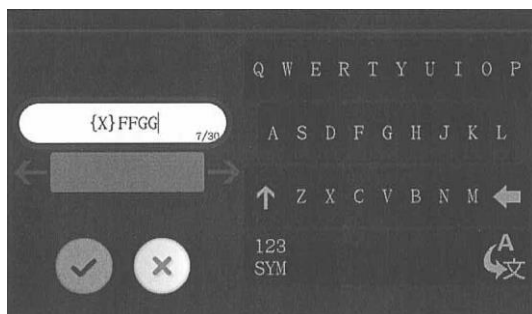 {X}FFGG
7/30
Q W E R T Y U I O P
A S D F G H J K L
Z X C V B N M
123
SYM
A
文